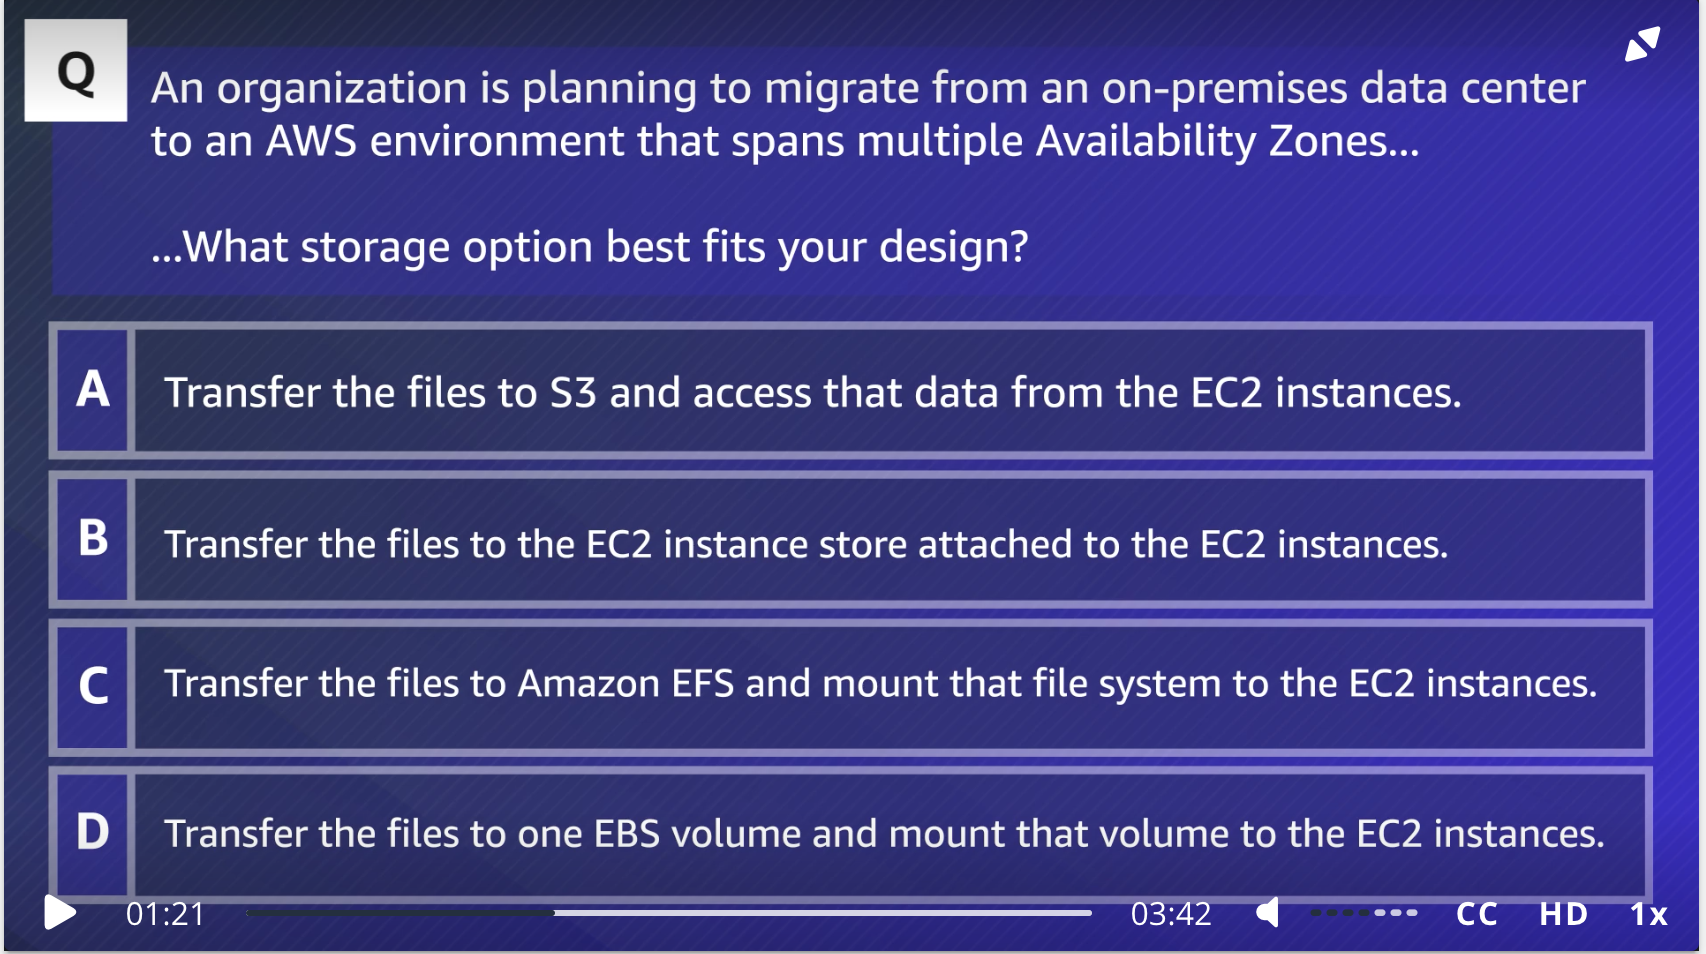 Q
An organization is planning to migrate from an on-premises data center
to an AWS environment that spans multiple Availability Zones...
...What storage option best fits your design?
A
Transfer the files to S3 and access that data from the EC2 instances.
B
Transfer the files to the EC2 instance store attached to the EC2 instances.
C
Transfer the files to Amazon EFS and mount that file system to the EC2 instances.
D
Transfer the files to one EBS volume and mount that volume to the EC2 instances.
01:21 03:42 CC HD 1x